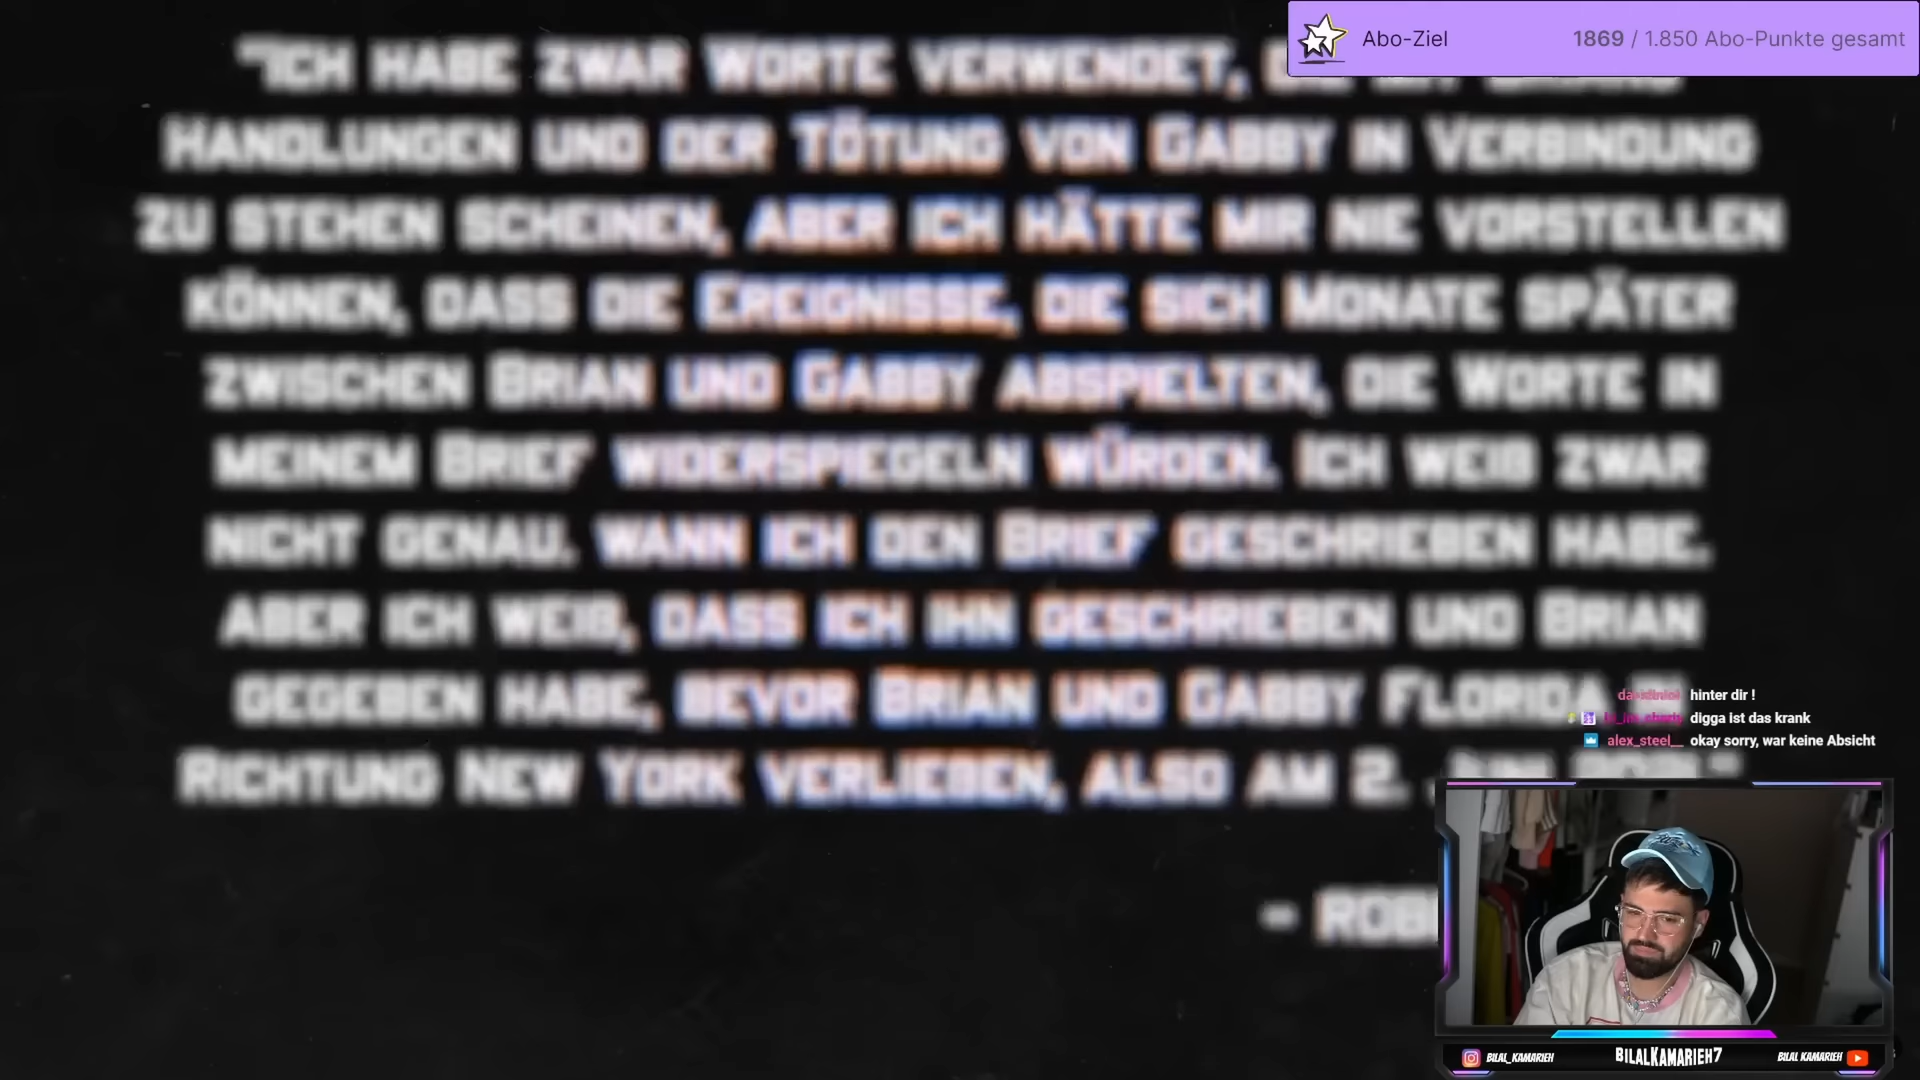 "Ich habe zwar Worte verwendet,
Abo-Ziel 1869 / 1.850 Abo-Punkte gesamt
Handlungen und der Tötung von Gabby in Verbindung
zu stehen scheinen, aber ich hätte mir nie vorstellen
können, dass die Ereignisse, die sich Monate später
zwischen Brian und Gabby abspielten, die Worte in
meinem Brief widerspiegeln würden. Ich weiß zwar
nicht genau, wann ich den Brief geschrieben habe,
aber ich weiß, dass ich ihn geschrieben und Brian
gegeben habe, bevor Brian und Gabby Florida
Richtung New York verließen, also am 2.
hinter dir !
digga ist das krank
alex_steel__ okay sorry, war keine Absicht
BILAL_KAMARIEH
BILALKAMARIEH7
BILAL KAMARIEH